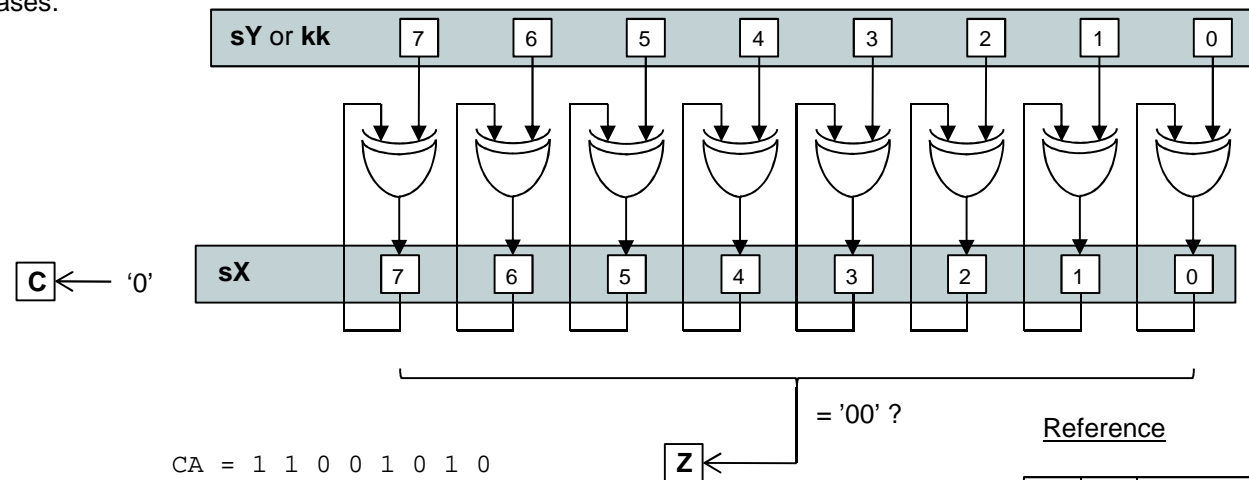 ases.
sY or kk 7 6 5 4 3 2 1 0
C ‘0’ sX 7 6 5 4 3 2 1 0
= ’00’ ?
Reference
CA = 1 1 0 0 1 0 1 0
Z